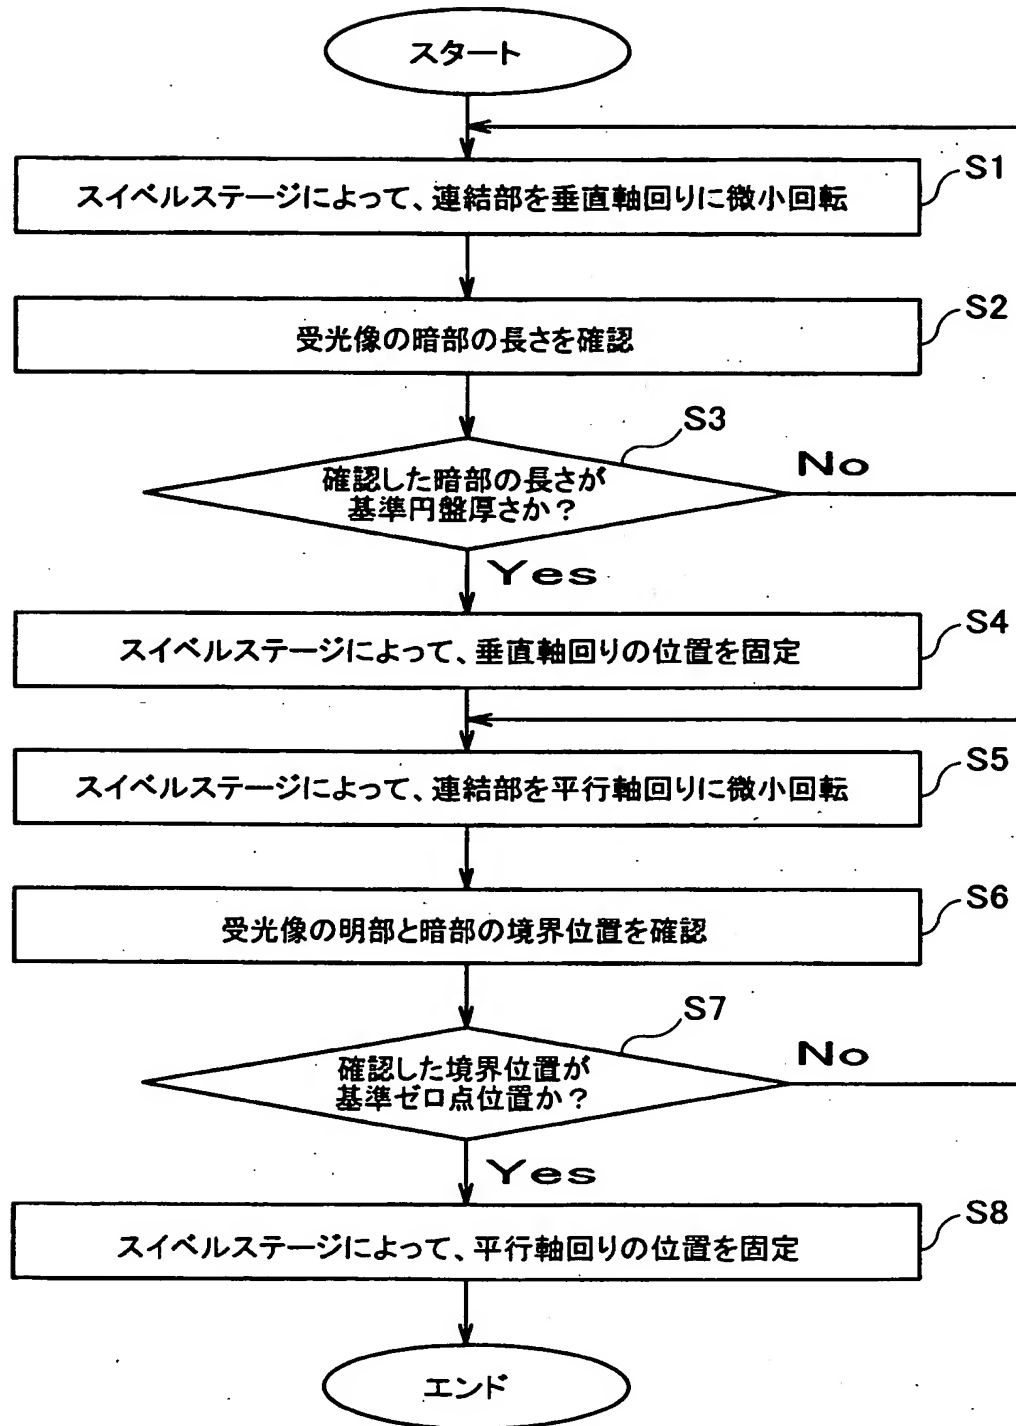 スタート
S1
スイベルステージによって、連結部を垂直軸回りに微小回転
S2
受光像の暗部の長さを確認
S3
確認した暗部の長さが
基準円盤厚さか?
No
Yes
S4
スイベルステージによって、垂直軸回りの位置を固定
S5
スイベルステージによって、連結部を平行軸回りに微小回転
S6
受光像の明部と暗部の境界位置を確認
S7
確認した境界位置が
基準ゼロ点位置か?
No
Yes
S8
スイベルステージによって、平行軸回りの位置を固定
エンド